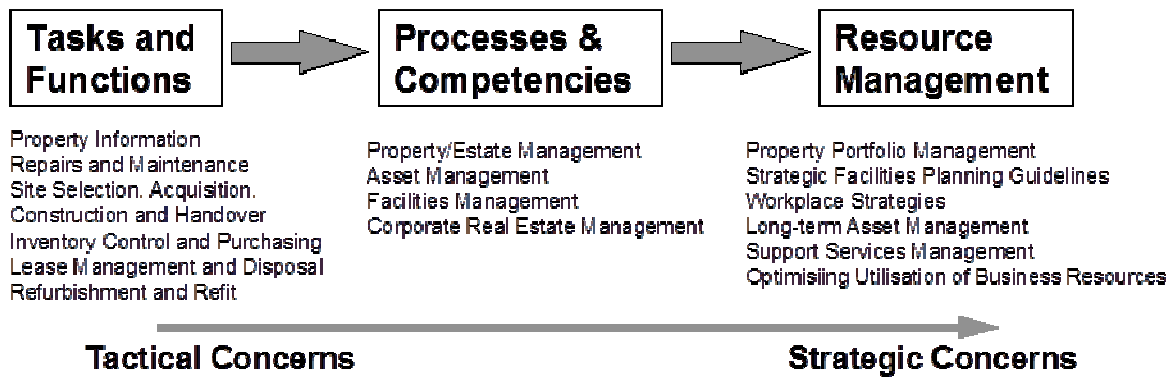 Tasks and
Functions
Processes &
Competencies
Resource
Management
Property Information
Repairs and Maintenance
Site Selection. Acquisition.
Construction and Handover
Inventory Control and Purchasing
Lease Management and Disposal
Refurbishment and Refit
Property/Estate Management
Asset Management
Facilities Management
Corporate Real Estate Management
Property Portfolio Management
Strategic Facilities Planning Guidelines
Workplace Strategies
Long-term Asset Management
Support Services Management
Optimisiing Utilisation of Business Resources
Tactical Concerns
Strategic Concerns